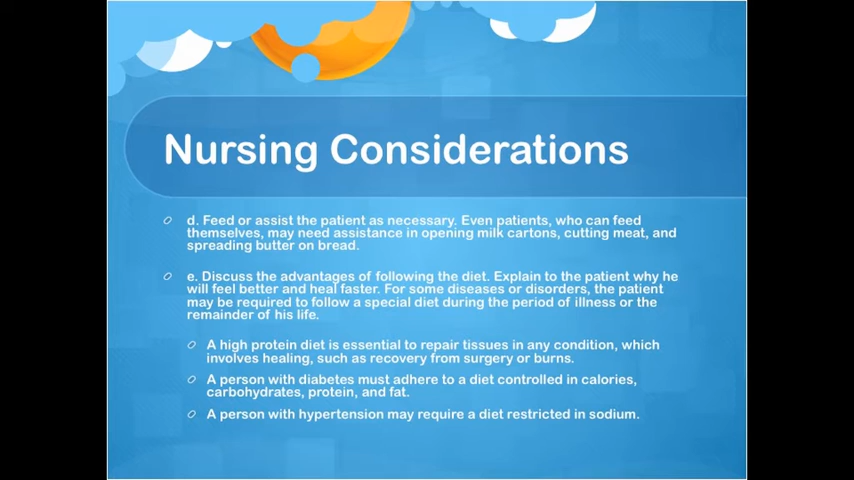 Nursing Considerations
d. Feed or assist the patient as necessary. Even patients, who can feed
themselves, may need assistance in opening milk cartons, cutting meat, and
spreading butter on bread.
e. Discuss the advantages of following the diet. Explain to the patient why he
will feel better and heal faster. For some diseases or disorders, the patient
may be required to follow a special diet during the period of illness or the
remainder of his life.
A high protein diet is essential to repair tissues in any condition, which
involves healing, such as recovery from surgery or burns.
A person with diabetes must adhere to a diet controlled in calories,
carbohydrates, protein, and fat.
A person with hypertension may require a diet restricted in sodium.